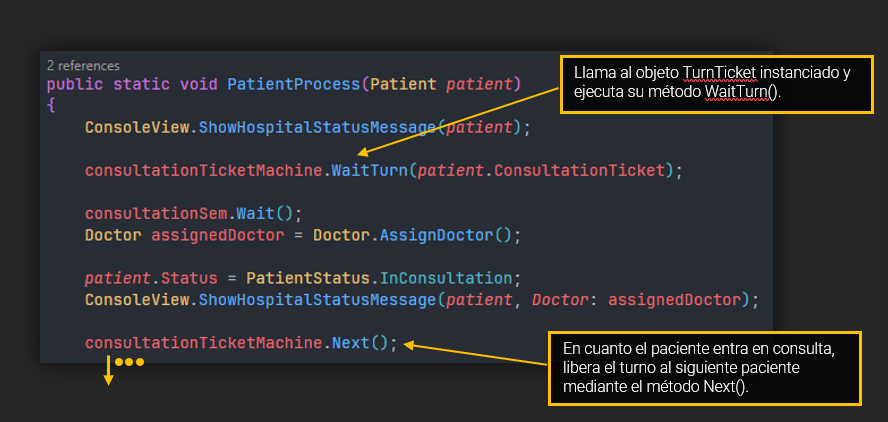 2 references
public static void PatientProcess(Patient patient)
{
ConsoleView.ShowHospitalStatusMessage(patient);
consultationTicketMachine.WaitTurn(patient.ConsultationTicket);
consultationSem.Wait();
Doctor assignedDoctor = Doctor.AssignDoctor();
patient.Status = PatientStatus.InConsultation;
ConsoleView.ShowHospitalStatusMessage(patient, Doctor: assignedDoctor);
consultationTicketMachine.Next();
Llama al objeto TurnTicket instanciado y
ejecuta su método WaitTurn().
En cuanto el paciente entra en consulta,
libera el turno al siguiente paciente
mediante el método Next().